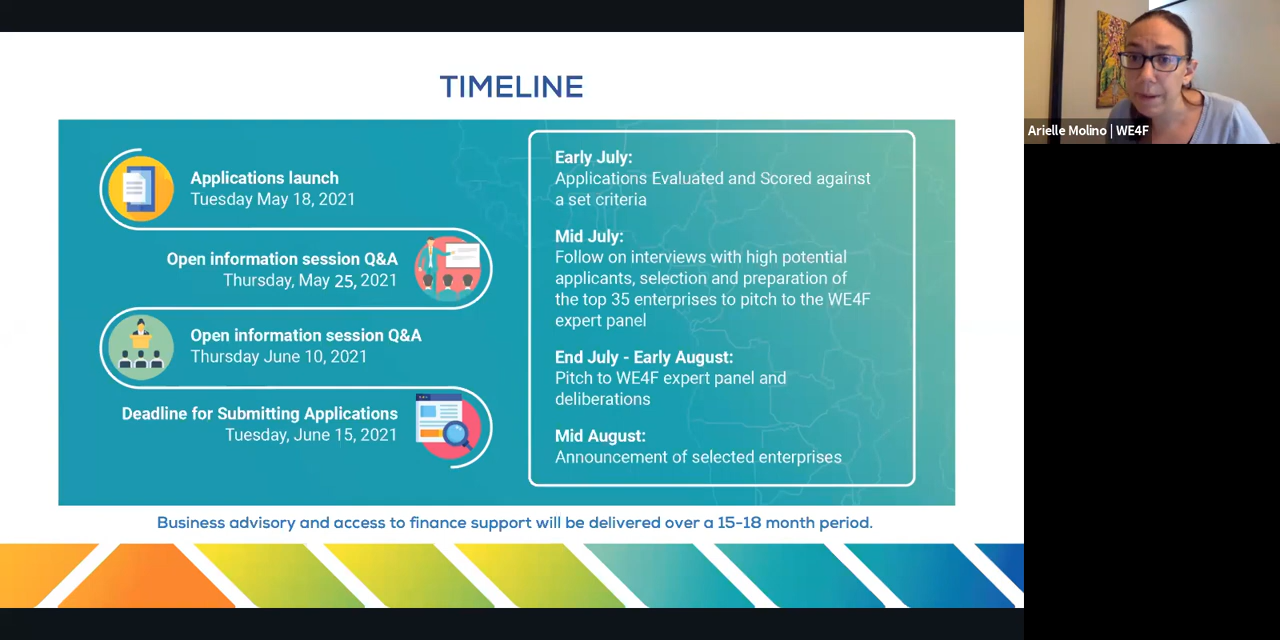 TIMELINE
Applications launch
Tuesday May 18, 2021
Open information session Q&A
Thursday, May 25, 2021
Open information session Q&A
Thursday June 10, 2021
Deadline for Submitting Applications
Tuesday, June 15, 2021
Early July:
Applications Evaluated and Scored against
a set criteria
Mid July:
Follow on interviews with high potential
applicants, selection and preparation of
the top 35 enterprises to pitch to the WE4F
expert panel
End July - Early August:
Pitch to WE4F expert panel and
deliberations
Mid August:
Announcement of selected enterprises
Business advisory and access to finance support will be delivered over a 15-18 month period.
Arielle Molino | WE4F